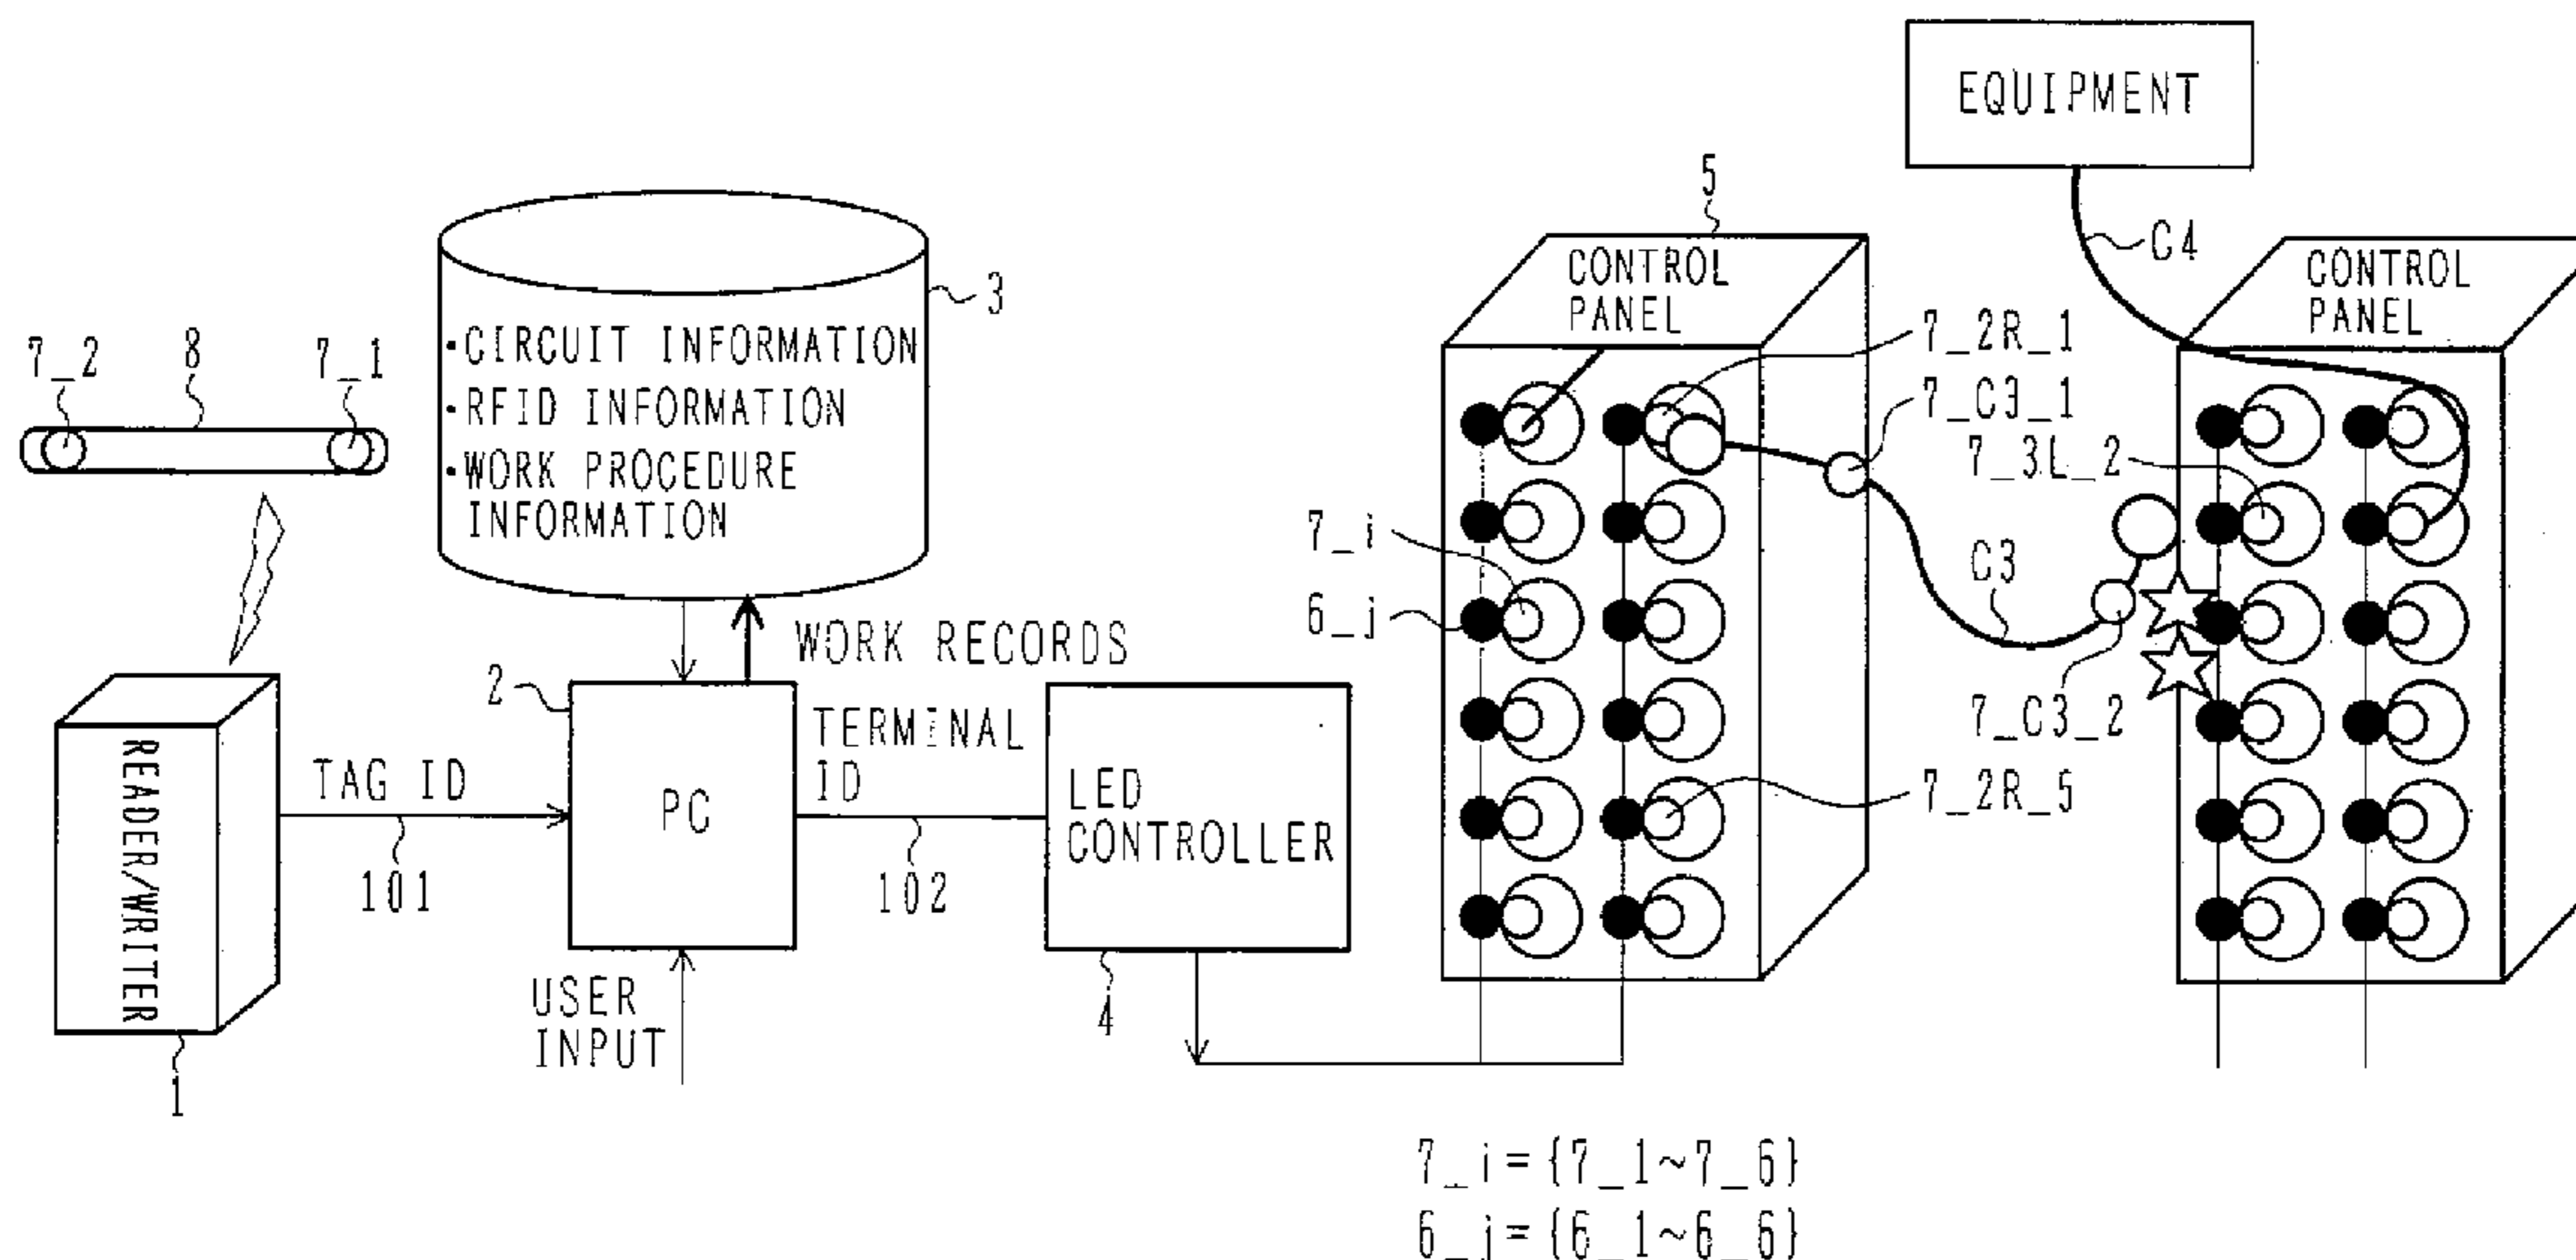 EQUIPMENT
5
C4
CONTROL
PANEL
CONTROL
PANEL
3
・CIRCUIT INFORMATION
・RFID INFORMATION
・WORK PROCEDURE
INFORMATION
7_2
8
7_1
7_2R_1
7_C3_1
7_3L_2
7_i
6_j
C3
7_C3_2
7_2R_5
WORK RECORDS
2
TERMINAL
ID
READER/WRITER
TAG ID
101
PC
102
LED
CONTROLLER
USER
INPUT
4
1
7_i={7_1~7_6}
6_j={6_1~6_6}